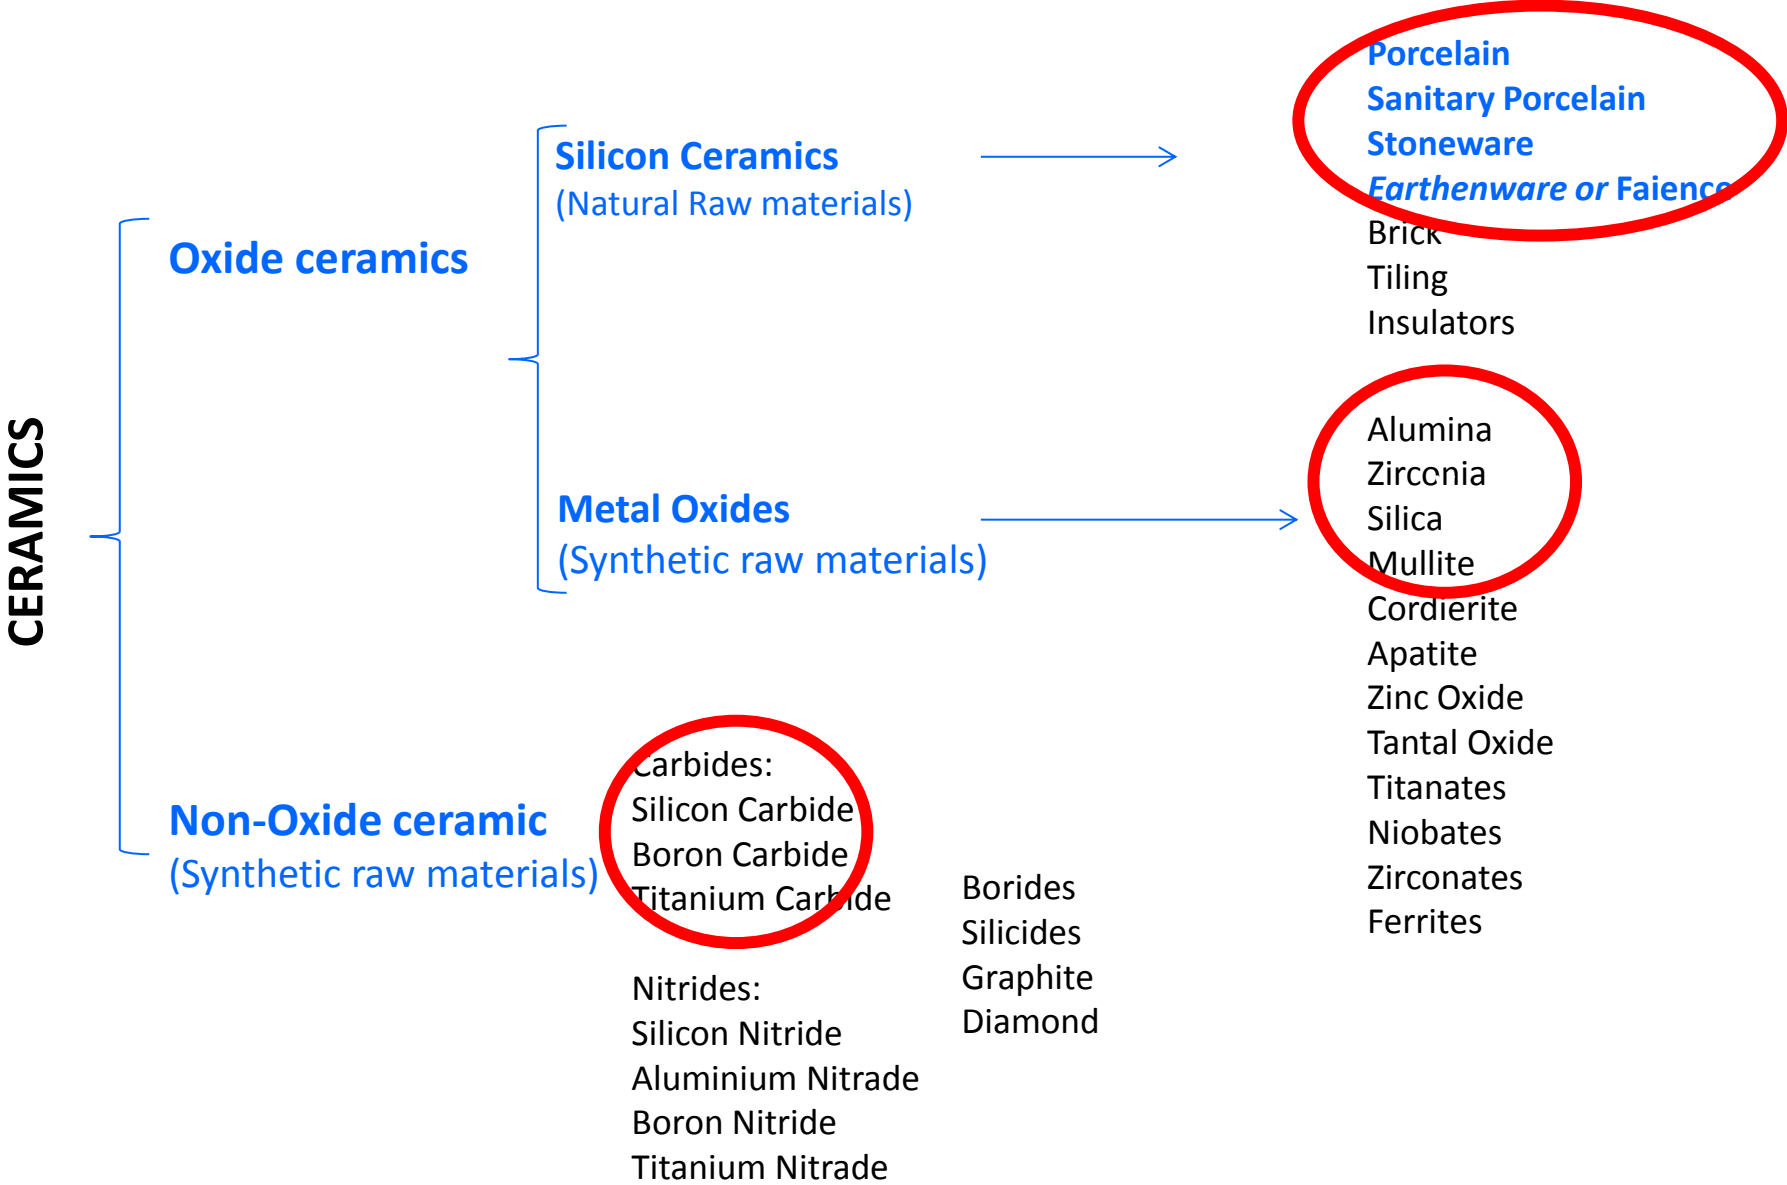 CERAMICS
Oxide ceramics
Silicon Ceramics
(Natural Raw materials)
Porcelain
Sanitary Porcelain
Stoneware
Earthenware or Faience
Brick
Tiling
Insulators
Metal Oxides
(Synthetic raw materials)
Alumina
Zirconia
Silica
Mullite
Cordierite
Apatite
Zinc Oxide
Tantal Oxide
Titanates
Niobates
Zirconates
Ferrites
Non-Oxide ceramic
(Synthetic raw materials)
Carbides:
Silicon Carbide
Boron Carbide
Titanium Carbide
Nitrides:
Silicon Nitride
Aluminium Nitrade
Boron Nitride
Titanium Nitrade
Borides
Silicides
Graphite
Diamond